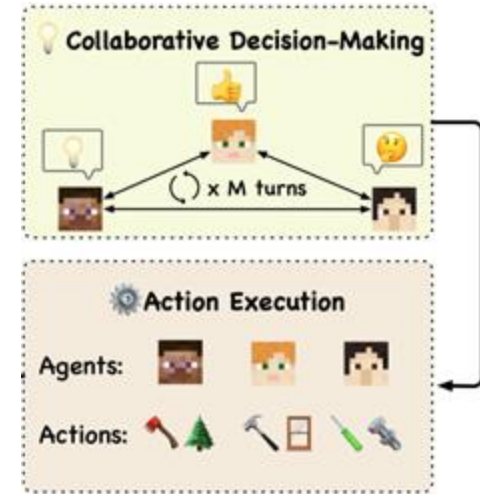 Collaborative Decision-Making
x M turns
Action Execution
Agents:
Actions: